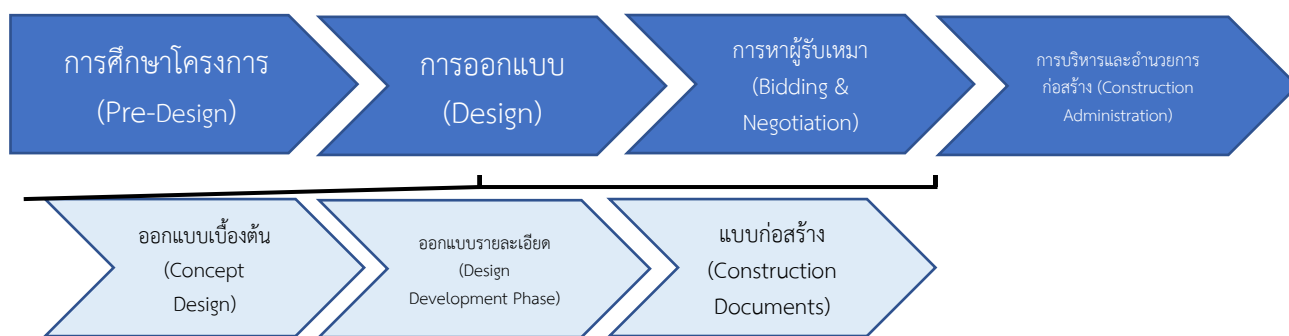 การศึกษาโครงการ
(Pre-Design)
การออกแบบ
(Design)
การหาผู้รับเหมา
(Bidding &
Negotiation)
การบริหารและอำนวยการ
ก่อสร้าง (Construction
Administration)
ออกแบบเบื้องต้น
(Concept
Design)
ออกแบบรายละเอียด
(Design
Development Phase)
แบบก่อสร้าง
(Construction
Documents)